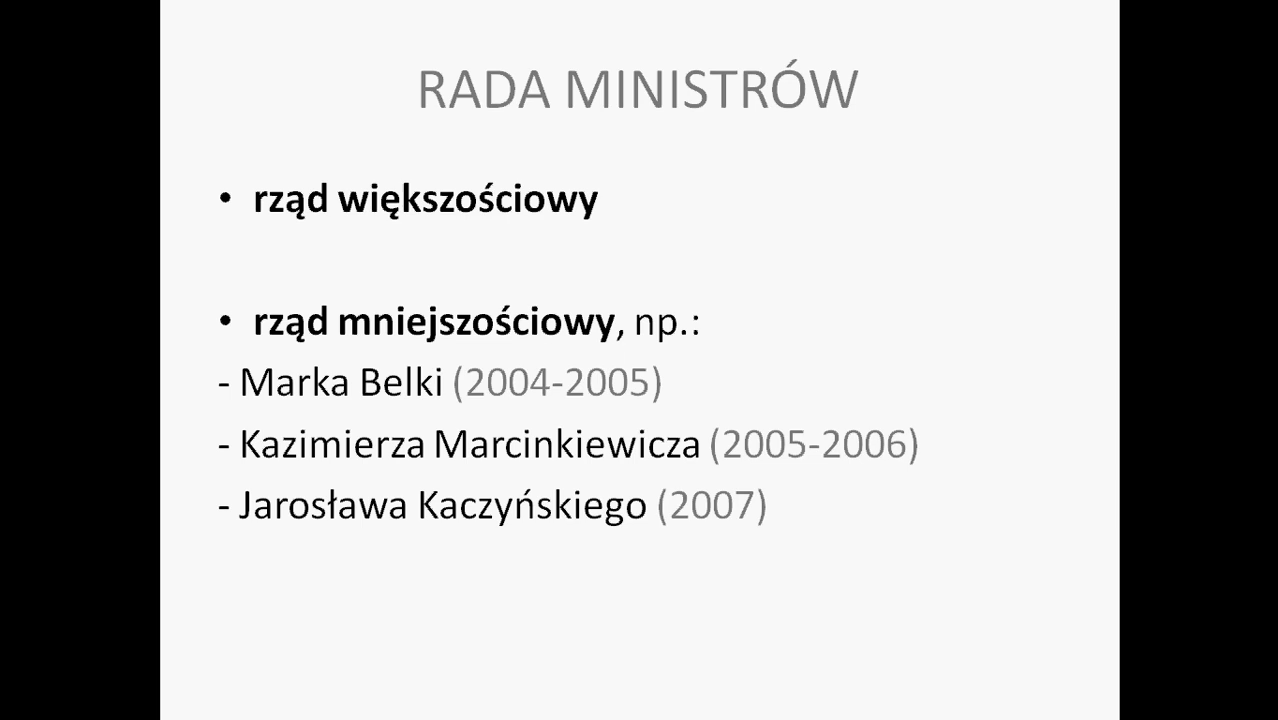 RADA MINISTRÓW
• rząd większościowy
• rząd mniejszościowy, np.:
- Marka Belki (2004-2005)
- Kazimierza Marcinkiewicza (2005-2006)
- Jarosława Kaczyńskiego (2007)